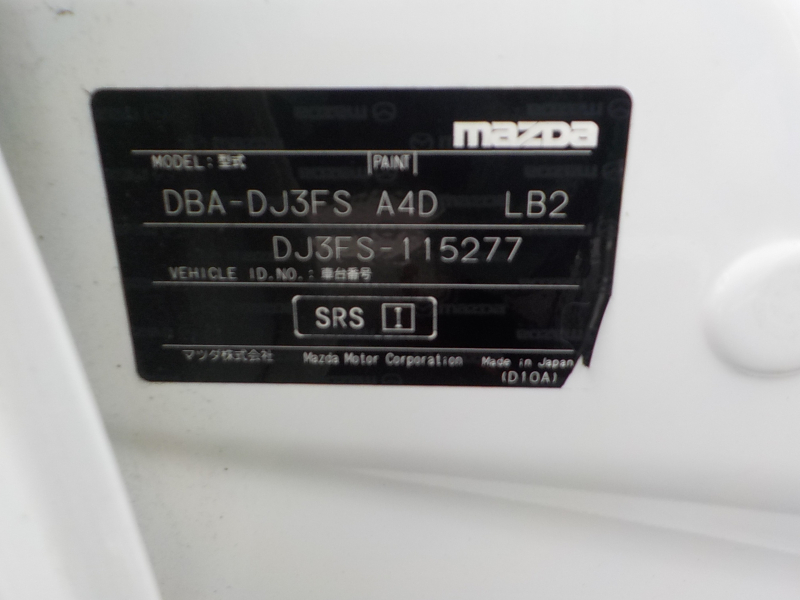 mazda
MODEL: 型式 PAINT
DBA-DJ3FS A4D LB2
DJ3FS-115277
VEHICLE ID.NO.: 車台番号
SRS I
マツダ株式会社 Mazda Motor Corporation Made in Japan
(D10A)